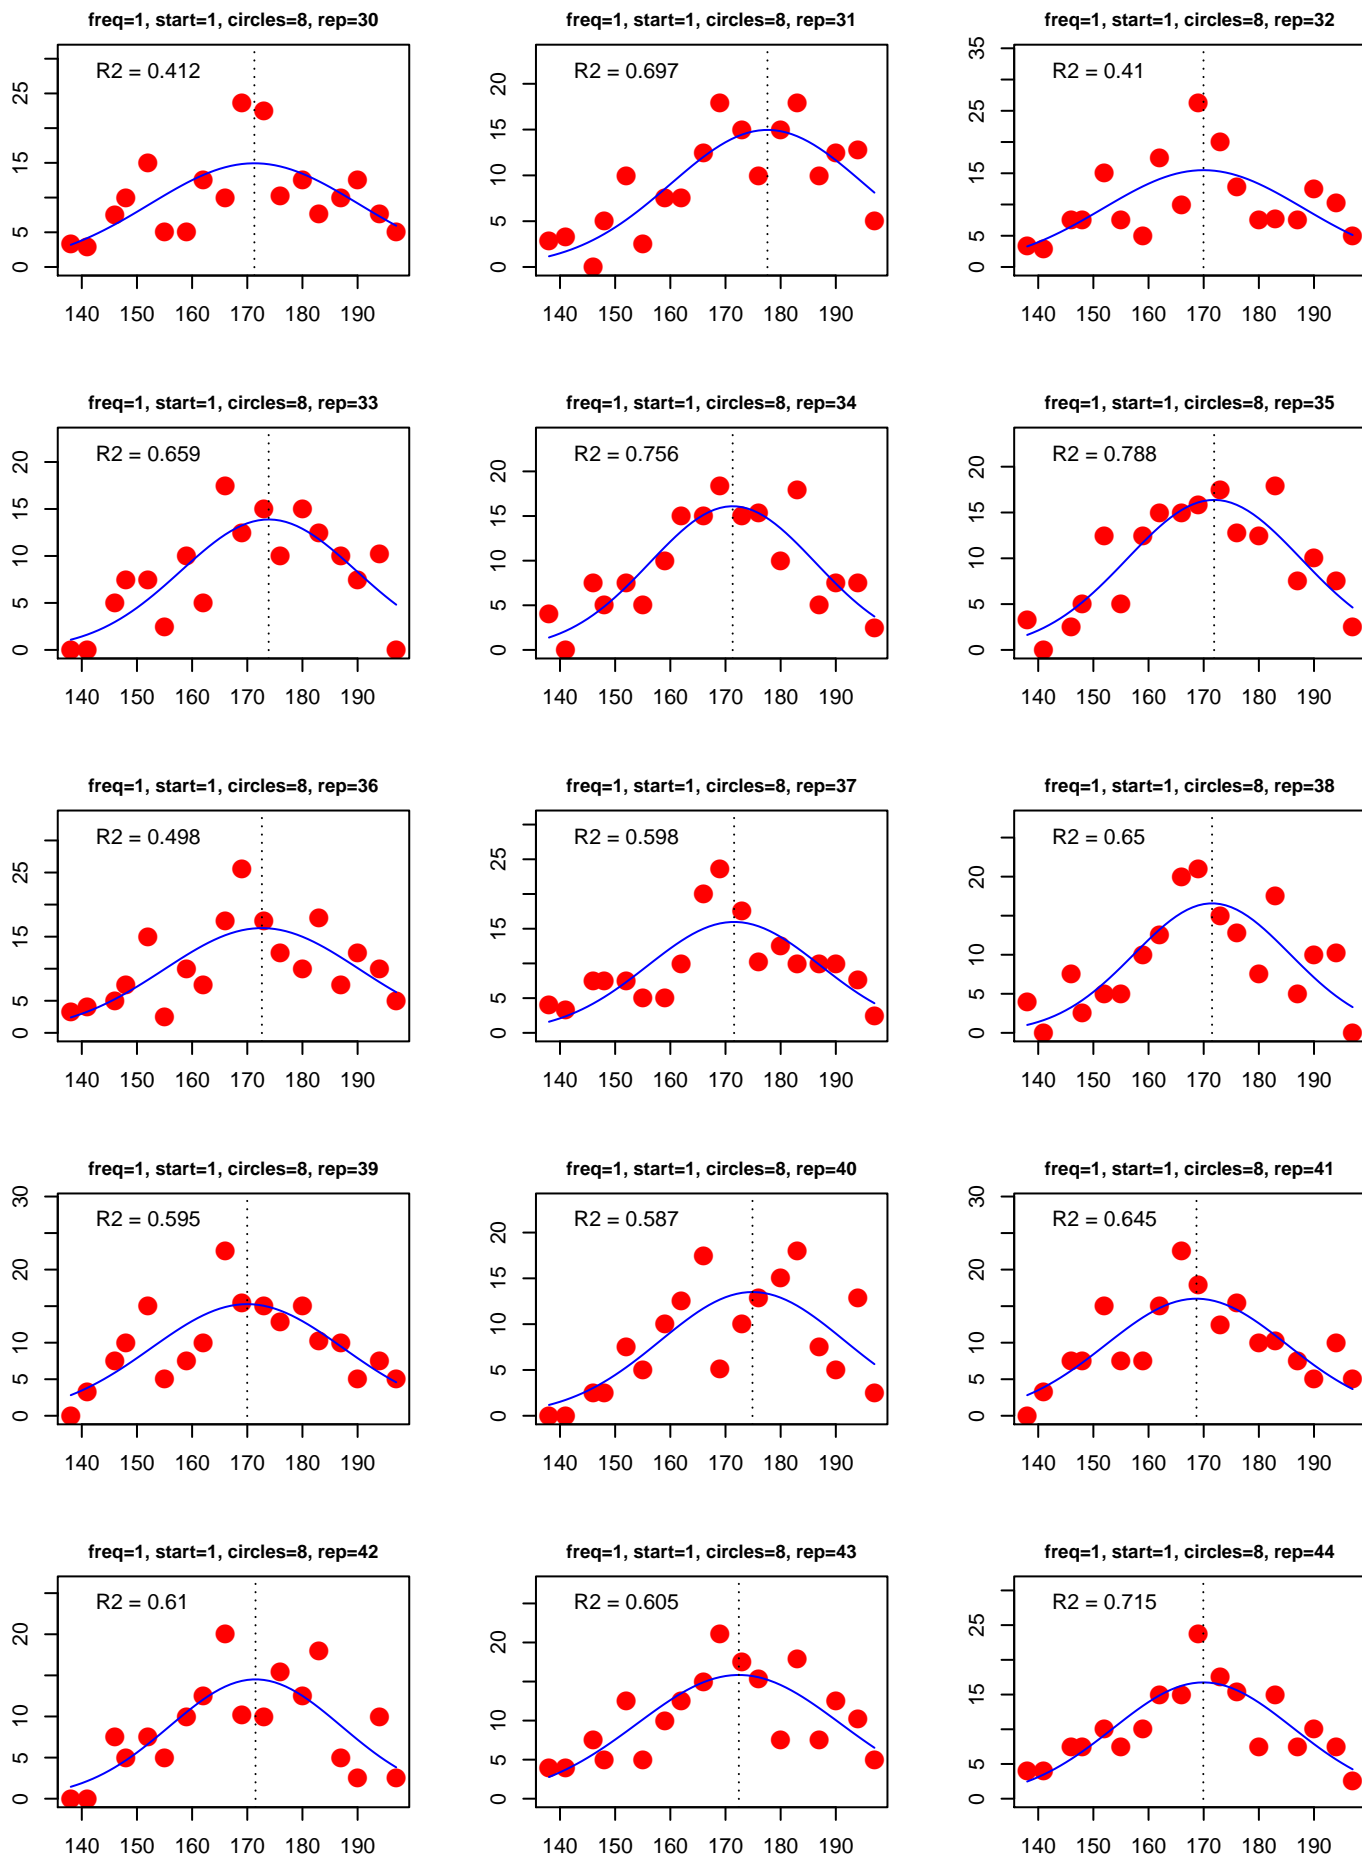 freq=1, start=1, circles=8, rep=30
freq=1, start=1, circles=8, rep=31
freq=1, start=1, circles=8, rep=32
R2 = 0.412
R2 = 0.697
R2 = 0.41
0 5 15 25
0 5 10 15 20
0 5 15 25 35
140 150 160 170 180 190
140 150 160 170 180 190
140 150 160 170 180 190
freq=1, start=1, circles=8, rep=33
freq=1, start=1, circles=8, rep=34
freq=1, start=1, circles=8, rep=35
R2 = 0.659
R2 = 0.756
R2 = 0.788
0 5 10 15 20
0 5 10 15 20
0 5 10 15 20
140 150 160 170 180 190
140 150 160 170 180 190
140 150 160 170 180 190
freq=1, start=1, circles=8, rep=36
freq=1, start=1, circles=8, rep=37
freq=1, start=1, circles=8, rep=38
R2 = 0.498
R2 = 0.598
R2 = 0.65
0 5 15 25
0 5 15 25
0 5 10 20
140 150 160 170 180 190
140 150 160 170 180 190
140 150 160 170 180 190
freq=1, start=1, circles=8, rep=39
freq=1, start=1, circles=8, rep=40
freq=1, start=1, circles=8, rep=41
R2 = 0.595
R2 = 0.587
R2 = 0.645
0 5 10 20 30
0 5 10 15 20
0 5 10 20 30
140 150 160 170 180 190
140 150 160 170 180 190
140 150 160 170 180 190
freq=1, start=1, circles=8, rep=42
freq=1, start=1, circles=8, rep=43
freq=1, start=1, circles=8, rep=44
R2 = 0.61
R2 = 0.605
R2 = 0.715
0 5 10 20
0 5 10 20
0 5 15 25
140 150 160 170 180 190
140 150 160 170 180 190
140 150 160 170 180 190